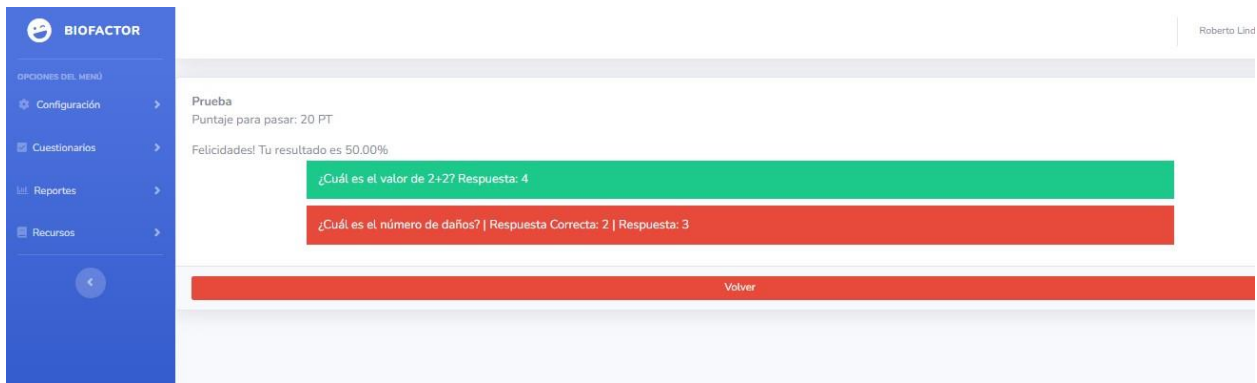 BIOFACTOR
Roberto Lind
OPCIONES DEL MENÚ
Configuración
Cuestionarios
Reportes
Recursos
Prueba
Puntaje para pasar: 20 PT
Felicidades! Tu resultado es 50.00%
¿Cuál es el valor de 2+2? Respuesta: 4
¿Cuál es el número de daños? | Respuesta Correcta: 2 | Respuesta: 3
Volver